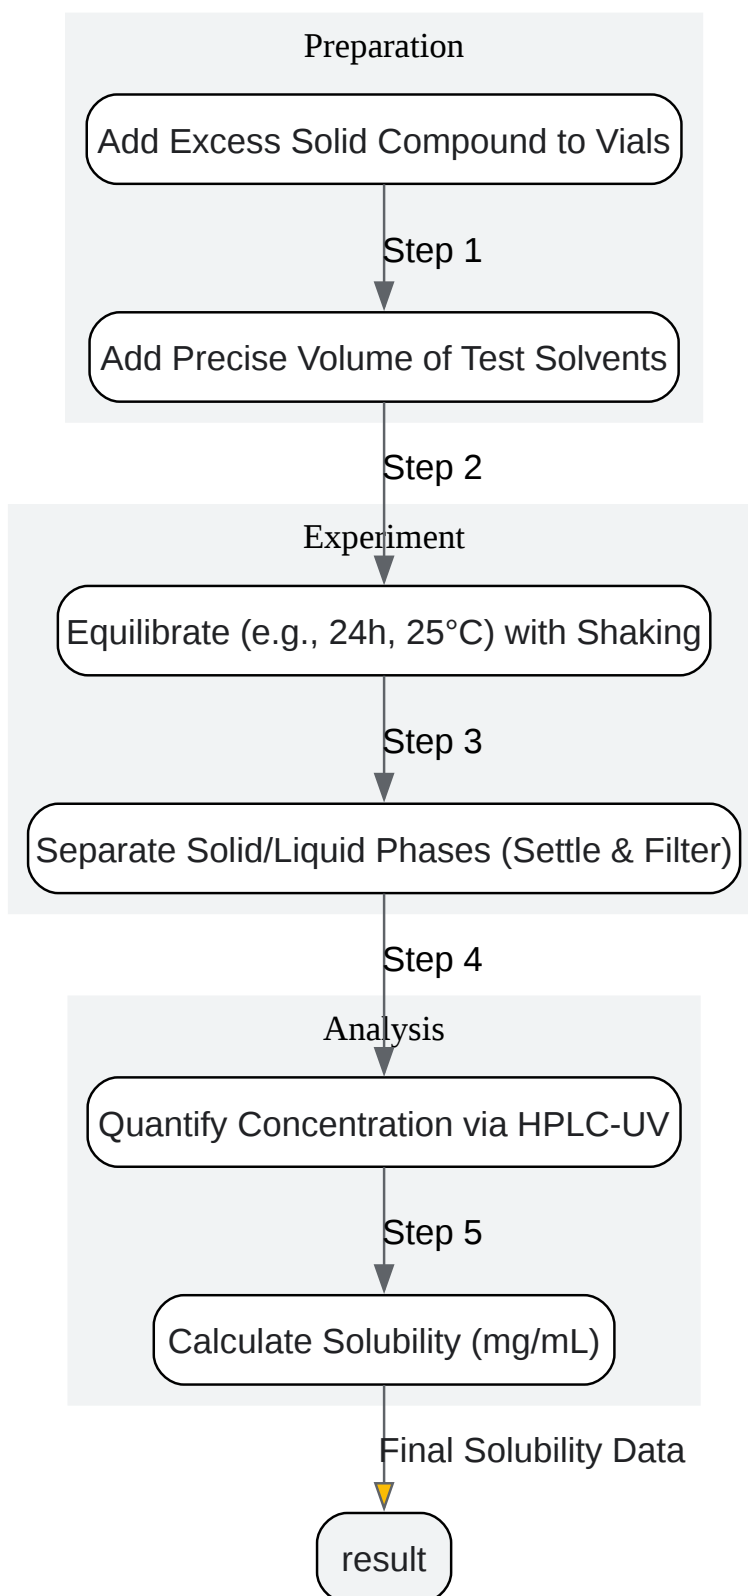 Preparation
Add Excess Solid Compound to Vials
Step 1
Add Precise Volume of Test Solvents
Step 2
Experiment
Equilibrate (e.g., 24h, 25°C) with Shaking
Step 3
Separate Solid/Liquid Phases (Settle & Filter)
Step 4
Analysis
Quantify Concentration via HPLC-UV
Step 5
Calculate Solubility (mg/mL)
Final Solubility Data
result